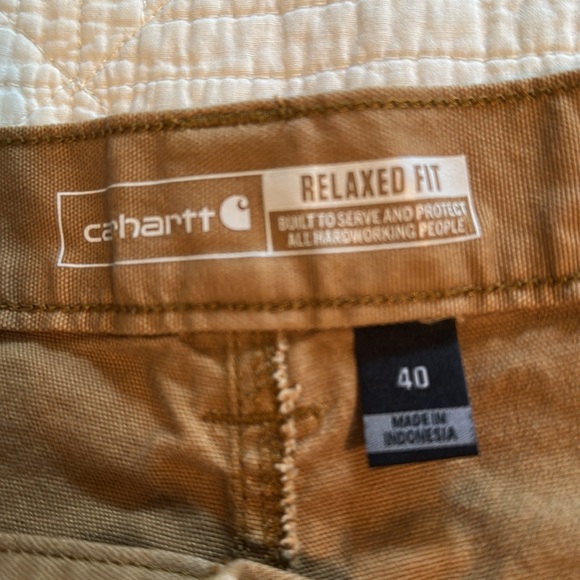 carhartt
RELAXED FIT
BUILT TO SERVE AND PROTECT
ALL HARDWORKING PEOPLE
40
MADE IN
INDONESIA